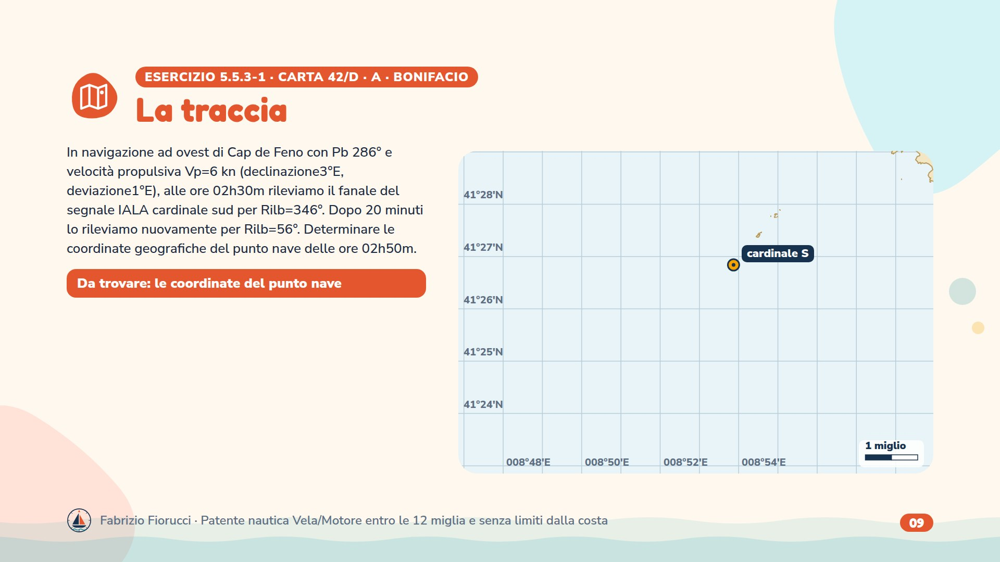 ESERCIZIO 5.5.3-1 · CARTA 42/D · A · BONIFACIO
La traccia
In navigazione ad ovest di Cap de Feno con Pb 286° e
velocità propulsiva Vp=6 kn (declinazione3°E,
deviazione1°E), alle ore 02h30m rileviamo il fanale del
segnale IALA cardinale sud per Rilb=346°. Dopo 20 minuti
lo rileviamo nuovamente per Rilb=56°. Determinare le
coordinate geografiche del punto nave delle ore 02h50m.
Da trovare: le coordinate del punto nave
41°28'N
41°27'N
cardinale S
41°26'N
41°25'N
41°24'N
1 miglio
008°48'E
008°50'E
008°52'E
008°54'E
Fabrizio Fiorucci · Patente nautica Vela/Motore entro le 12 miglia e senza limiti dalla costa
09